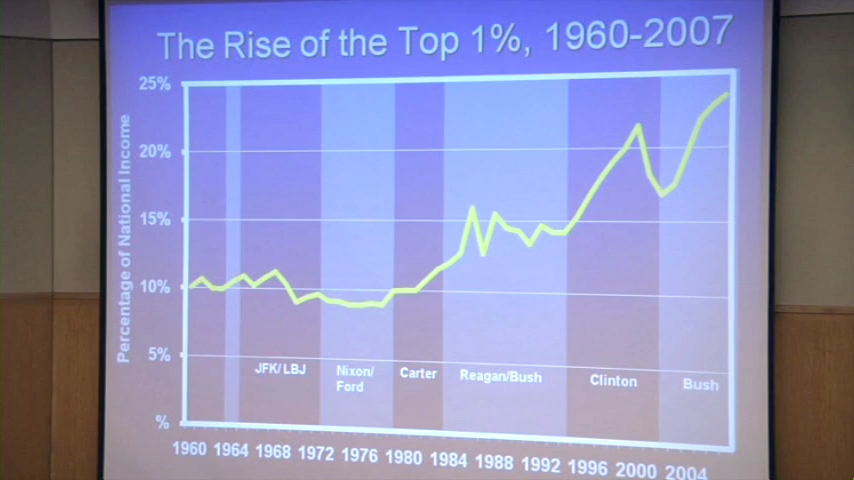 The Rise of the Top 1%, 1960-2007
Percentage of National Income
25%
20%
15%
10%
5%
%
JFK/LBJ
Nixon/
Ford
Carter
Reagan/Bush
Clinton
Bush
1960 1964 1968 1972 1976 1980 1984 1988 1992 1996 2000 2004